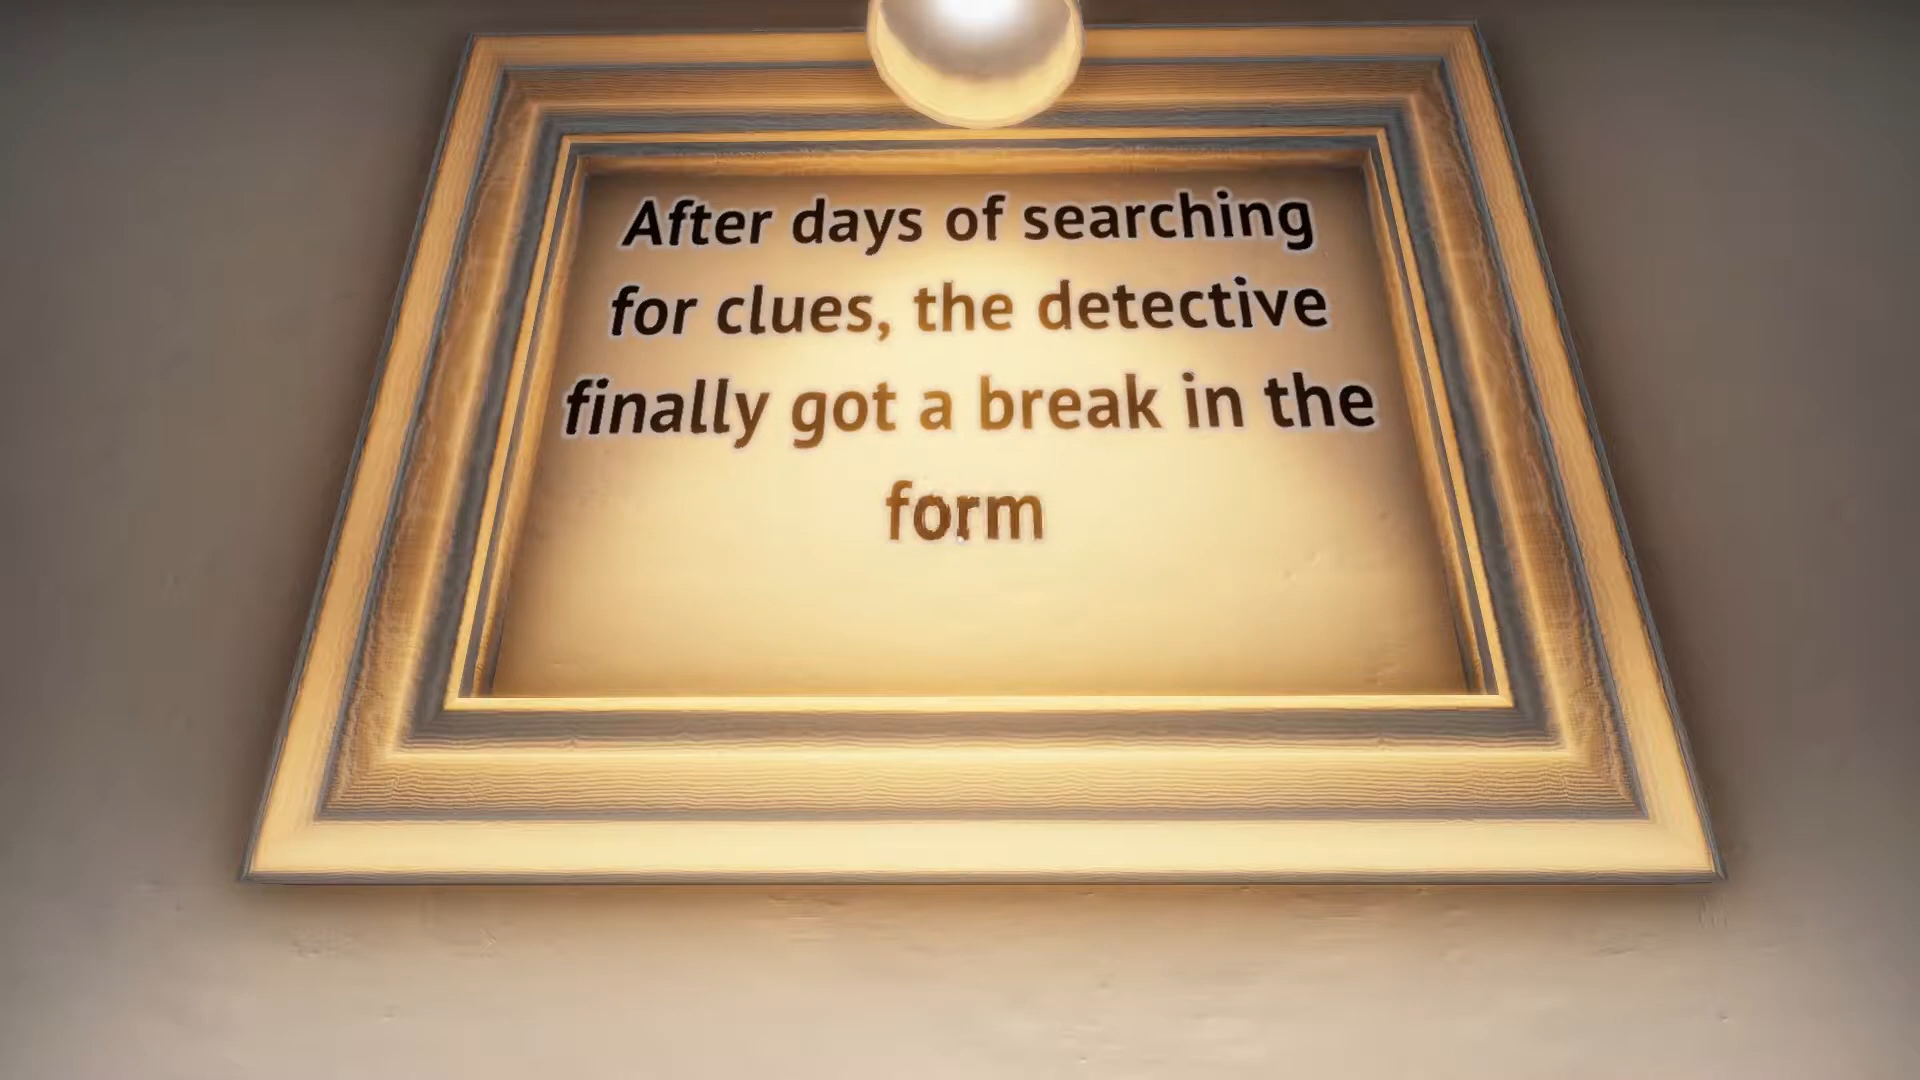 After days of searching
for clues, the detective
finally got a break in the
form